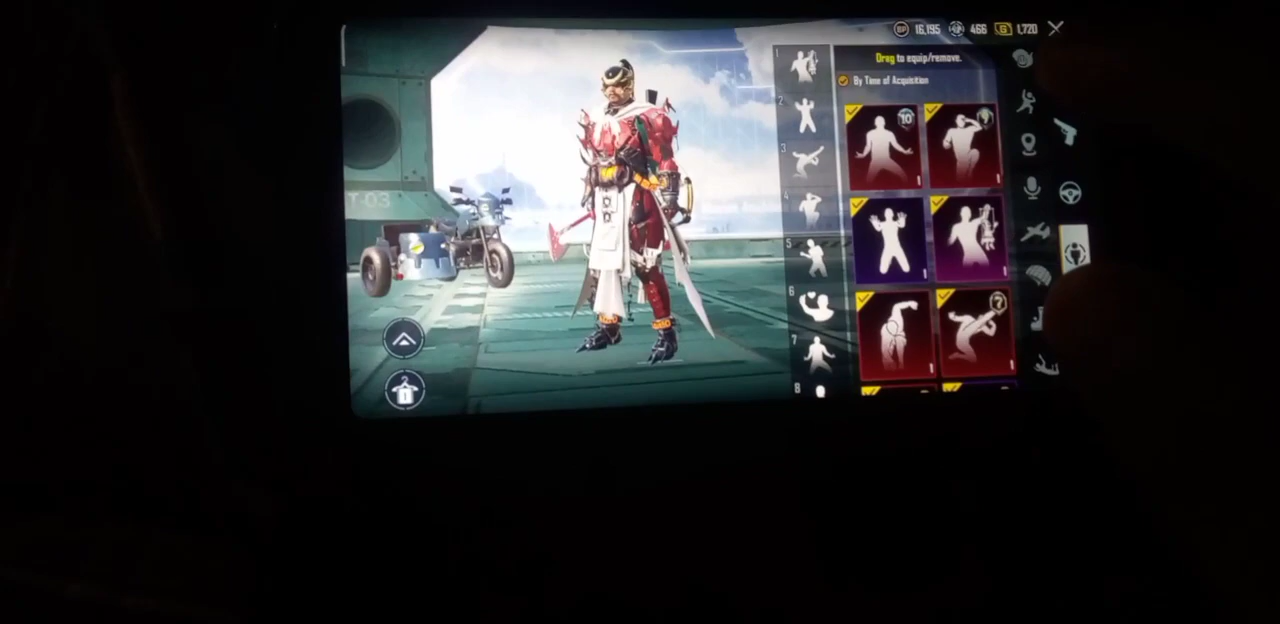 16,195 466 1,720
Drag to equip/remove.
By Time of Acquisition
T-03
1
2
3
4
5
6
7
8
10
7